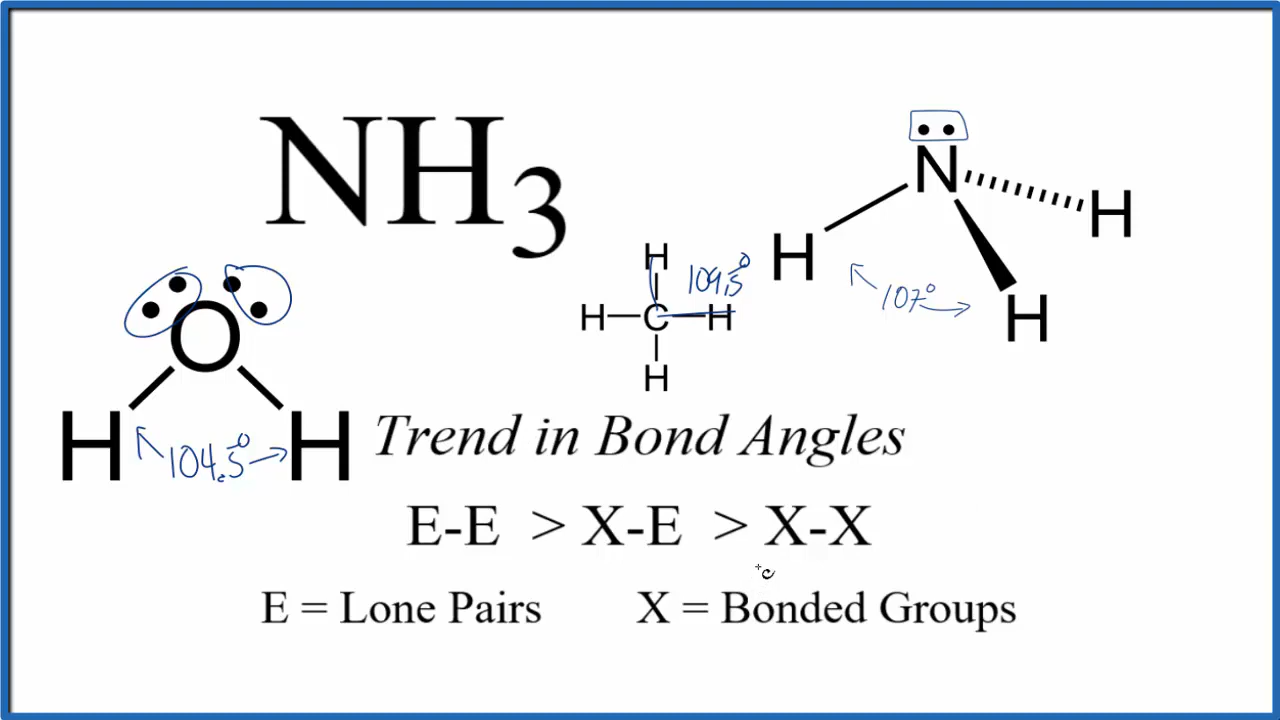 NH₃
N
H
H
H
107°
H
H C H
H
109.5°
O
H H
104.5°
Trend in Bond Angles
E-E > X-E > X-X
E = Lone Pairs X = Bonded Groups